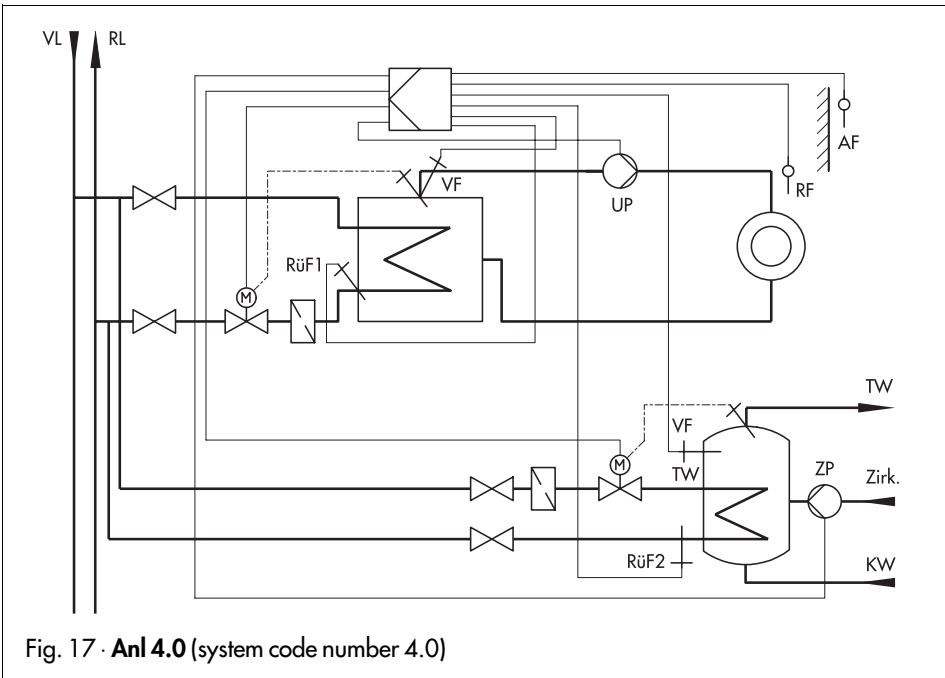 VL RL
AF
RF
VF
UP
RüF1
M
TW
VF
M
TW
ZP
Zirk.
RüF2
KW
Fig. 17 · Anl 4.0 (system code number 4.0)